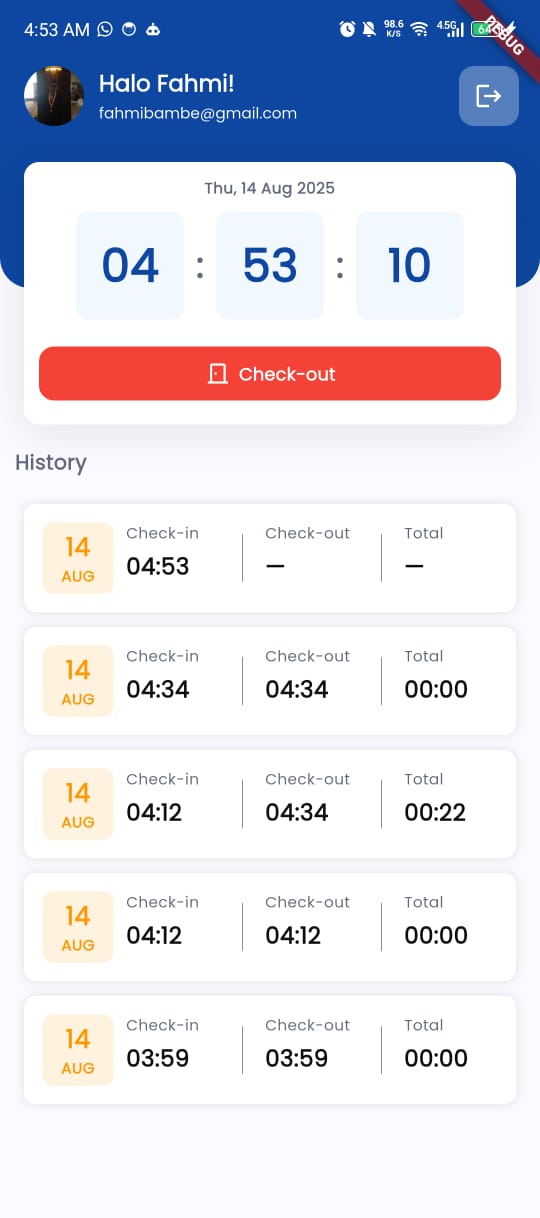 4:53 AM
98.6 K/S
4.5G
64
DEBUG
Halo Fahmi!
fahmibambe@gmail.com
Thu, 14 Aug 2025
04 : 53 : 10
Check-out
History
Check-in Check-out Total
14 AUG 04:53 — —
Check-in Check-out Total
14 AUG 04:34 04:34 00:00
Check-in Check-out Total
14 AUG 04:12 04:34 00:22
Check-in Check-out Total
14 AUG 04:12 04:12 00:00
Check-in Check-out Total
14 AUG 03:59 03:59 00:00